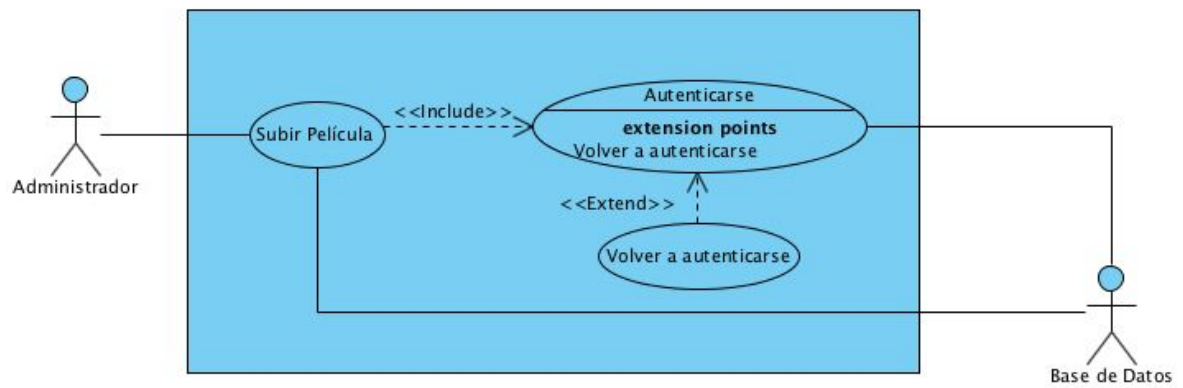 Autenticarse
<<Include>>
Subir Película
extension points
Volver a autenticarse
Administrador
<<Extend>>
Volver a autenticarse
Base de Datos